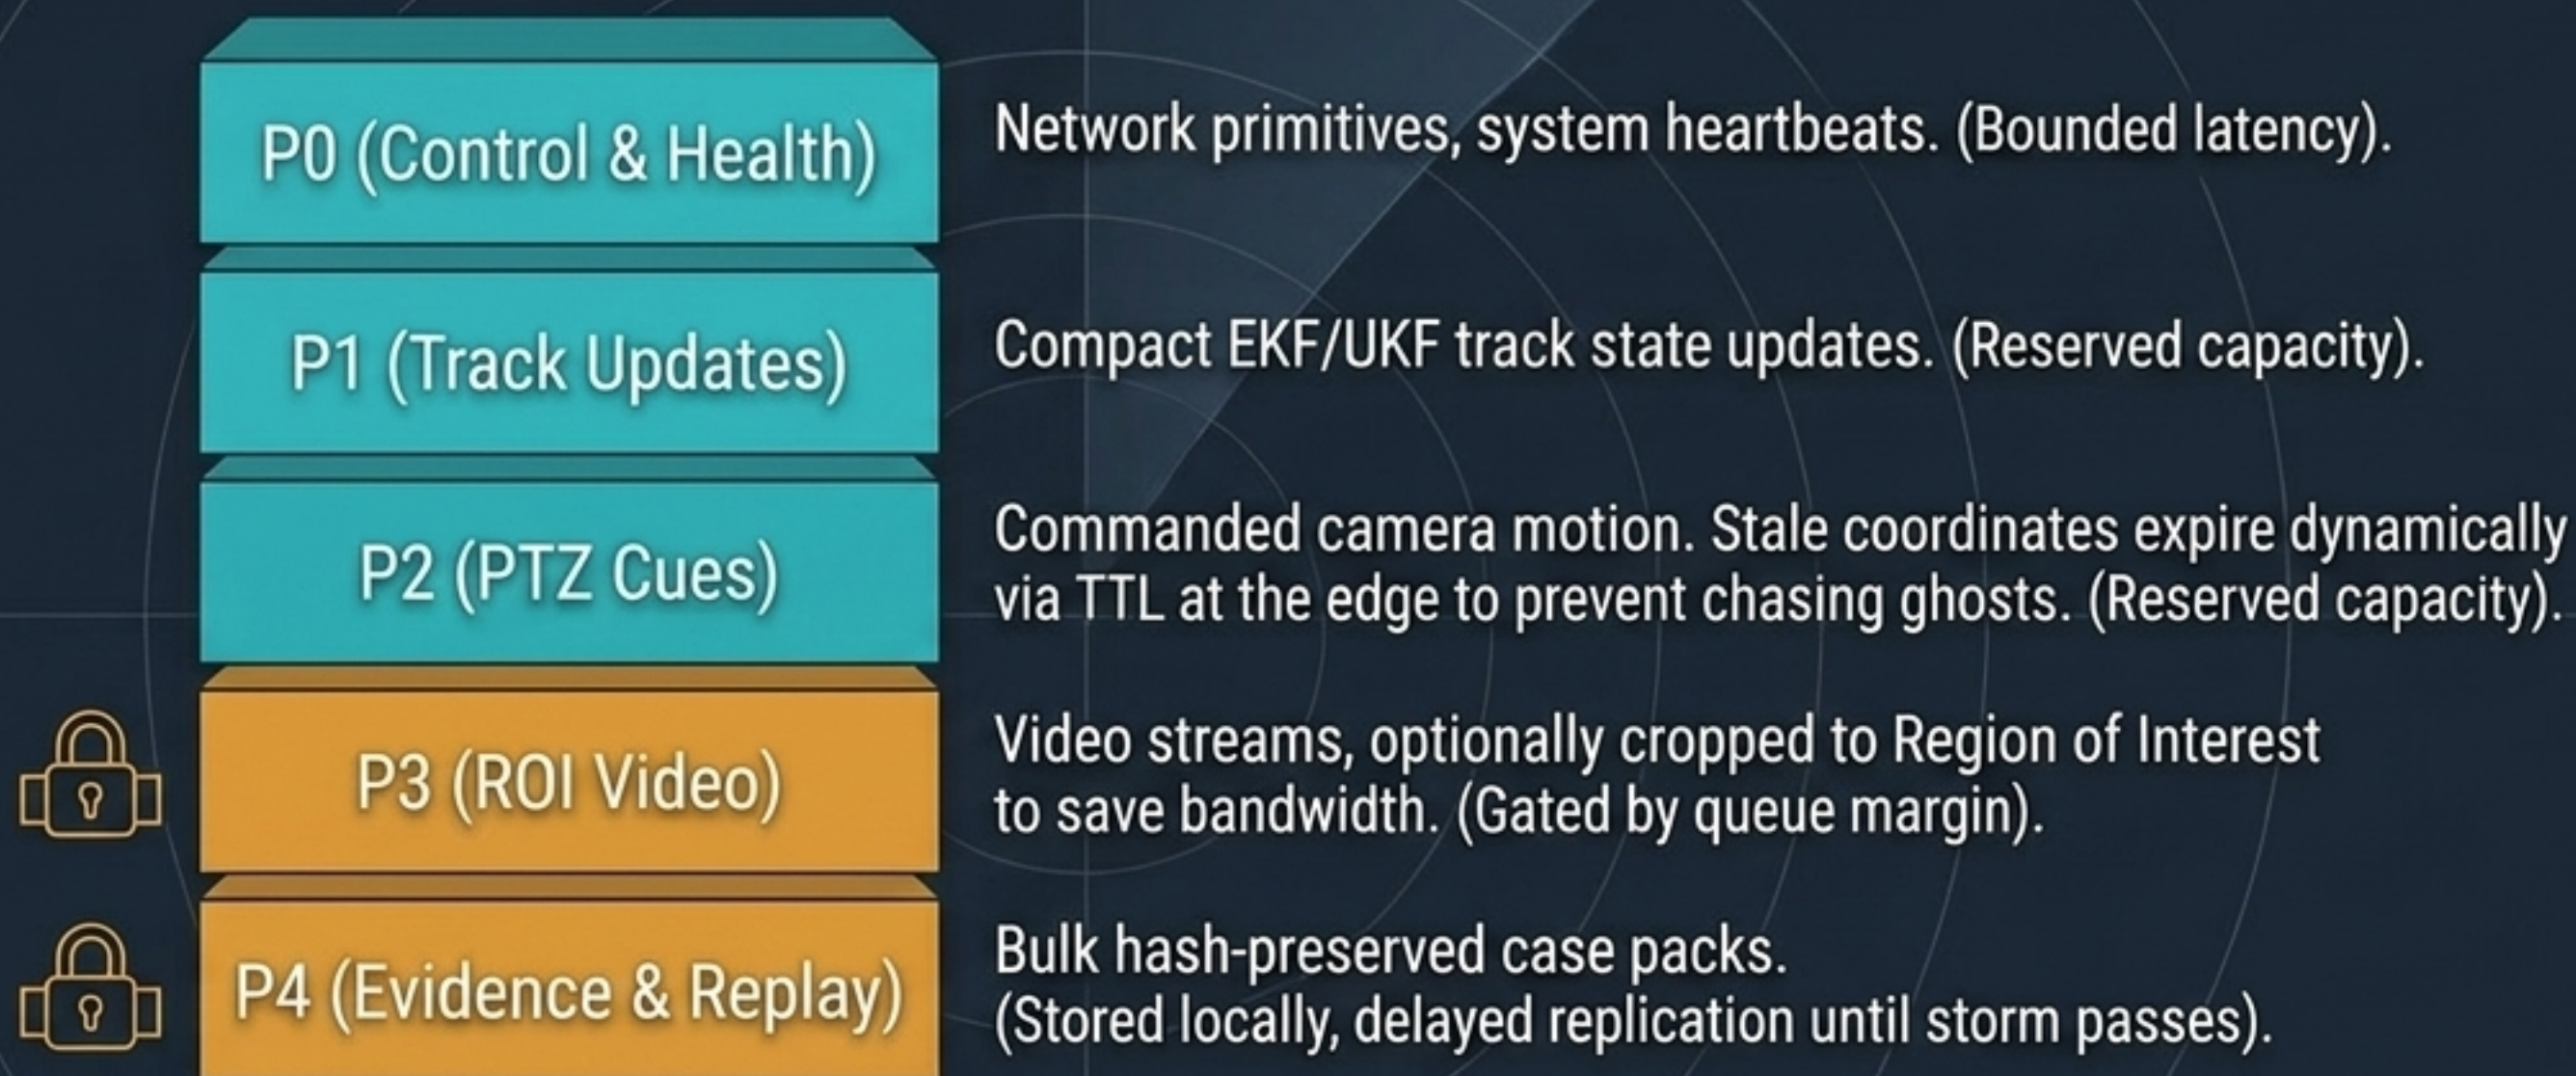 P0 (Control & Health)
Network primitives, system heartbeats. (Bounded latency).
P1 (Track Updates)
Compact EKF/UKF track state updates. (Reserved capacity).
P2 (PTZ Cues)
Commanded camera motion. Stale coordinates expire dynamically
via TTL at the edge to prevent chasing ghosts. (Reserved capacity).
P3 (ROI Video)
Video streams, optionally cropped to Region of Interest
to save bandwidth. (Gated by queue margin).
P4 (Evidence & Replay)
Bulk hash-preserved case packs.
(Stored locally, delayed replication until storm passes).